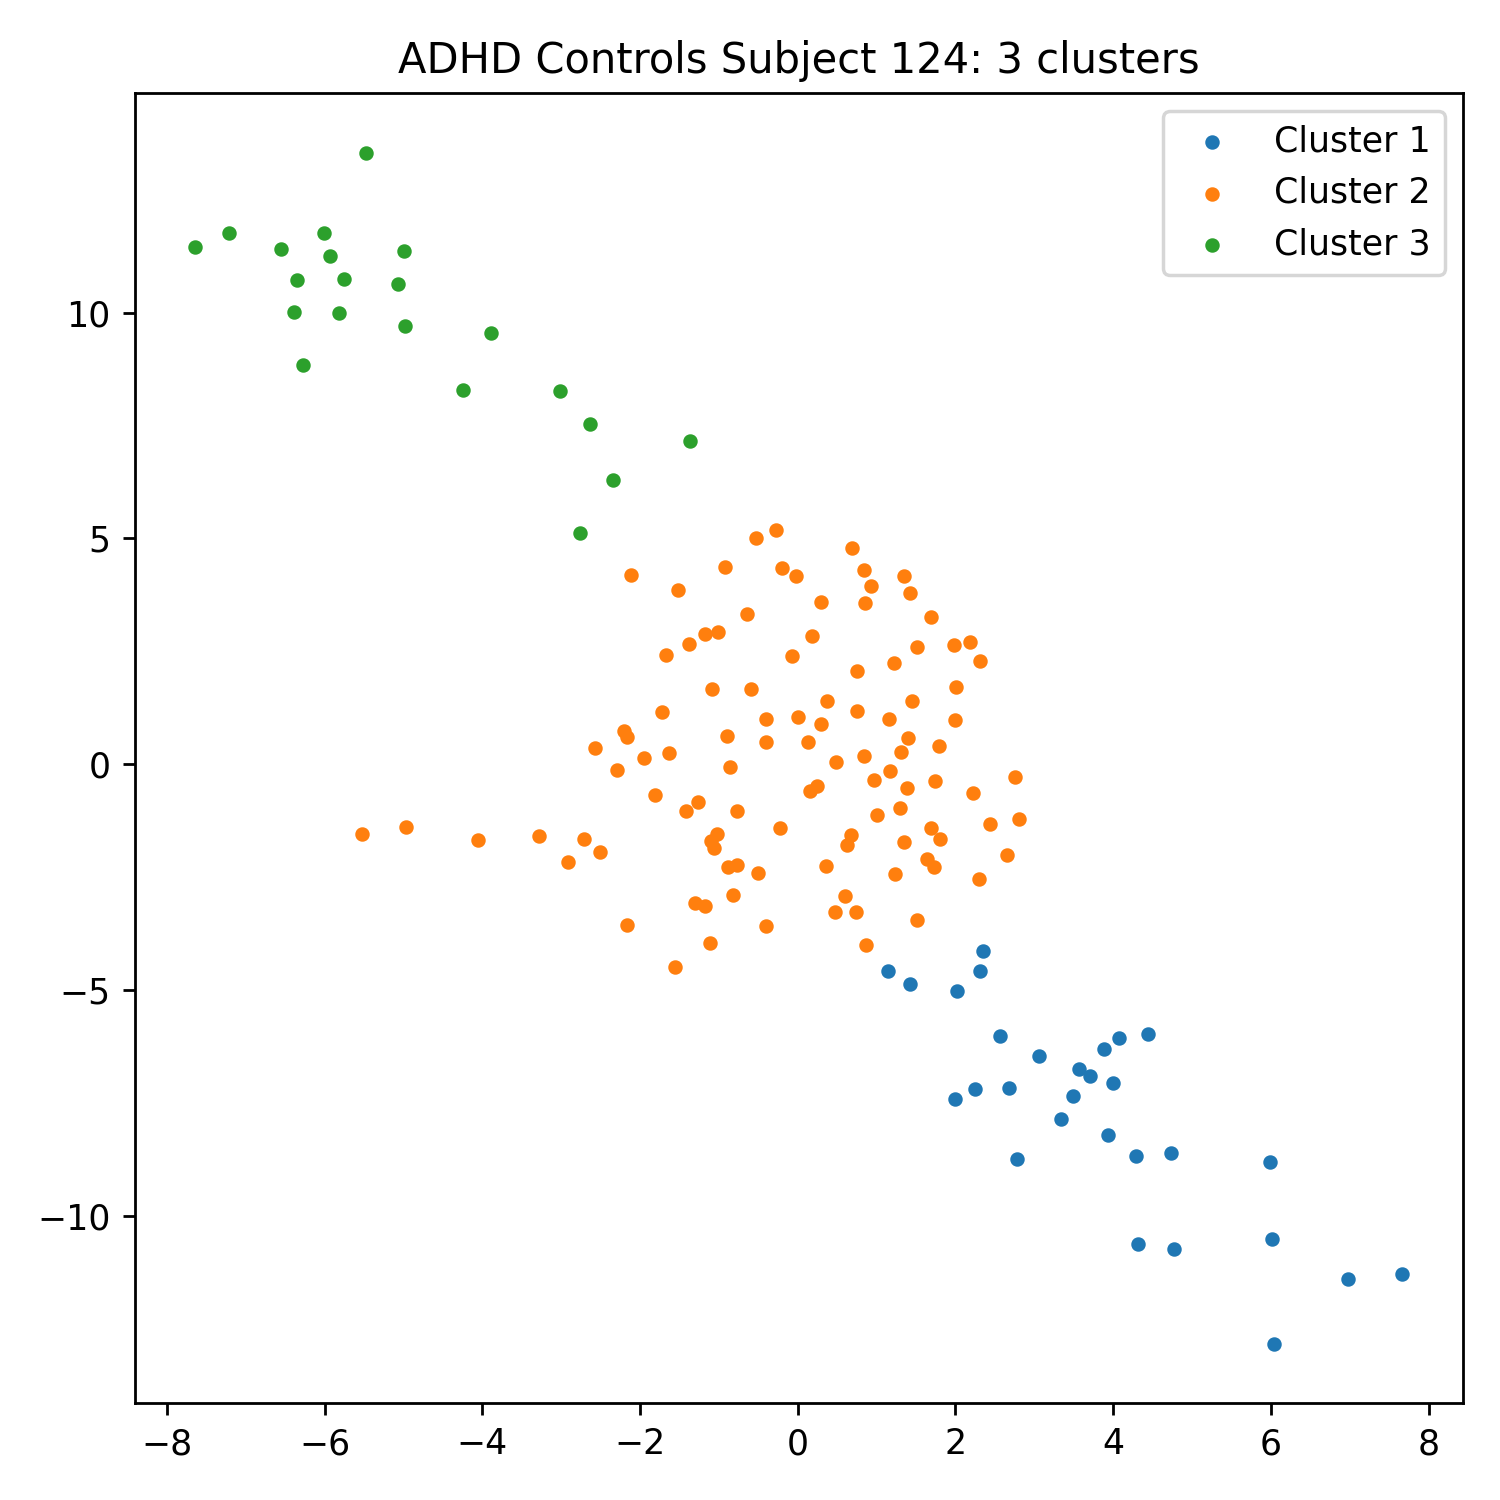 ADHD Controls Subject 124: 3 clusters
Cluster 1
Cluster 2
Cluster 3
10
5
0
−5
−10
−8 −6 −4 −2 0 2 4 6 8